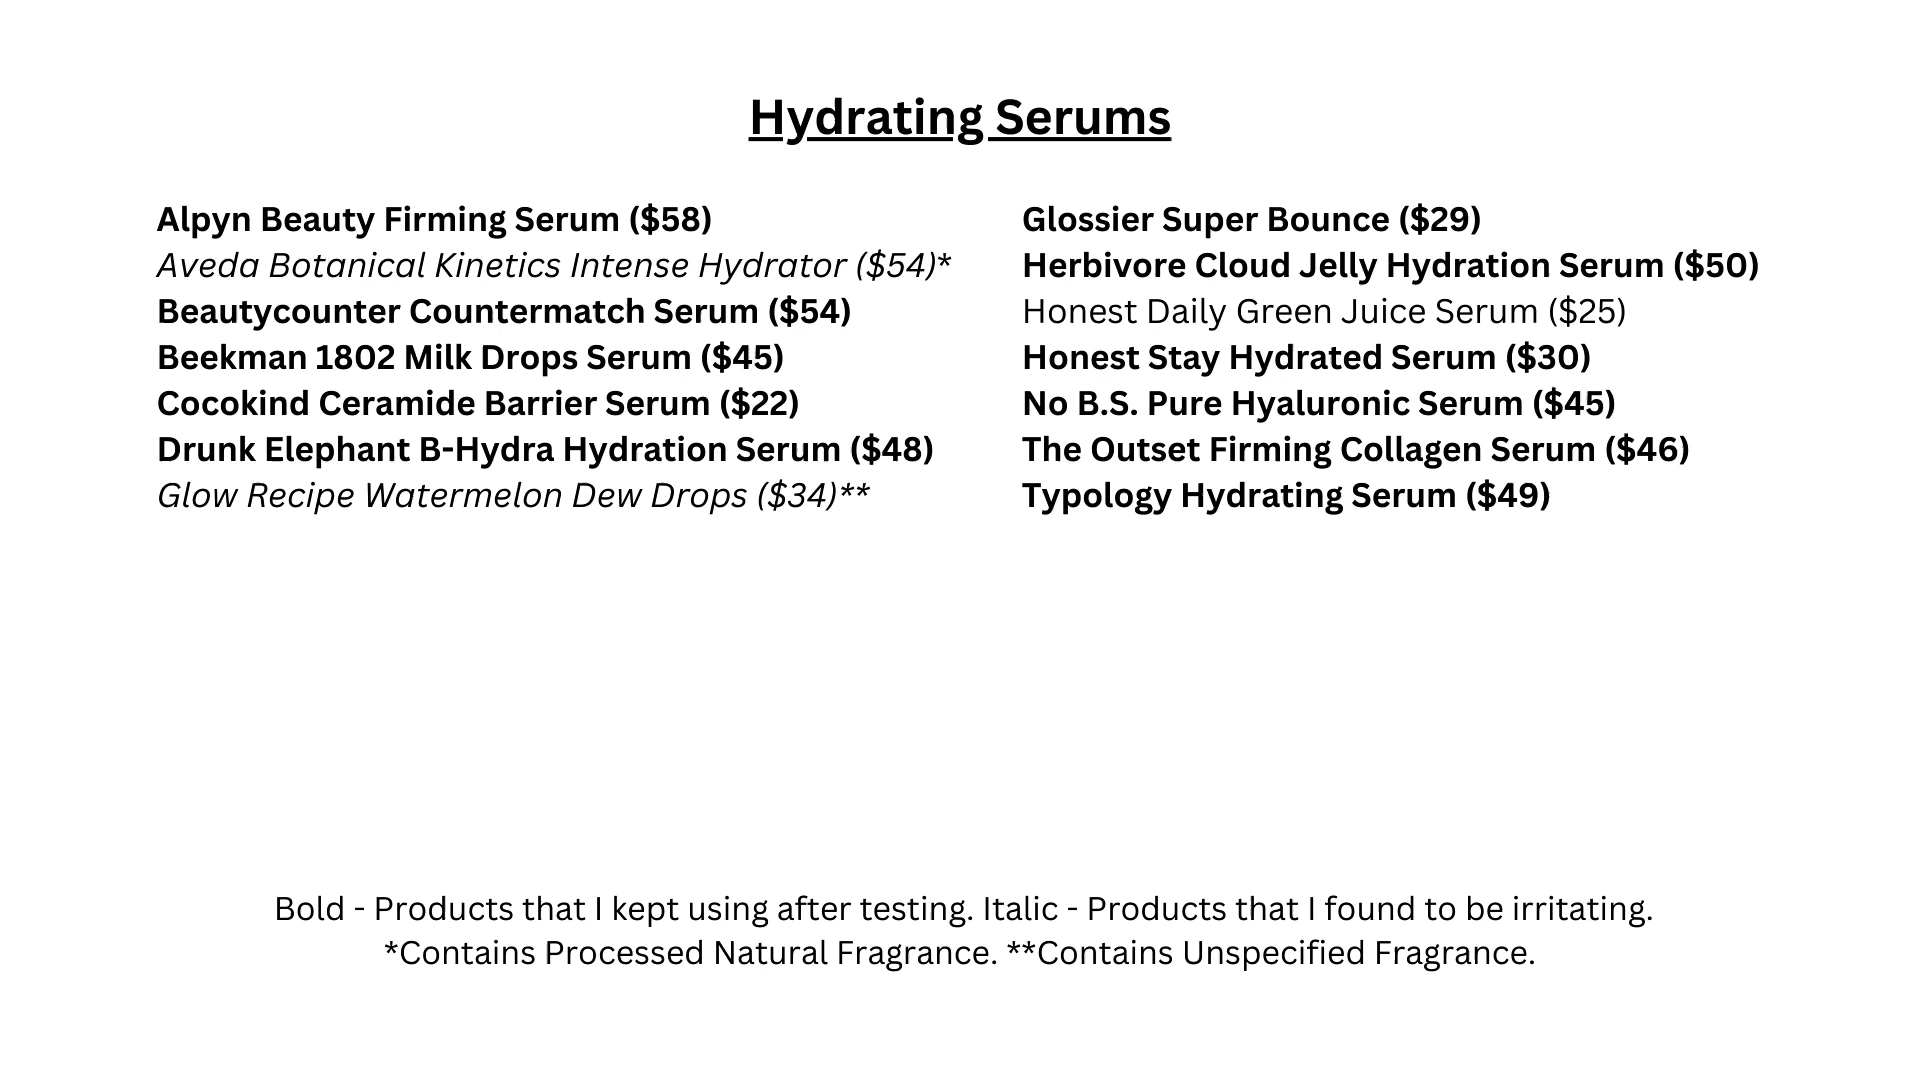 Hydrating Serums
Alpyn Beauty Firming Serum ($58)
Aveda Botanical Kinetics Intense Hydrator ($54)*
Beautycounter Countermatch Serum ($54)
Beekman 1802 Milk Drops Serum ($45)
Cocokind Ceramide Barrier Serum ($22)
Drunk Elephant B-Hydra Hydration Serum ($48)
Glow Recipe Watermelon Dew Drops ($34)**
Glossier Super Bounce ($29)
Herbivore Cloud Jelly Hydration Serum ($50)
Honest Daily Green Juice Serum ($25)
Honest Stay Hydrated Serum ($30)
No B.S. Pure Hyaluronic Serum ($45)
The Outset Firming Collagen Serum ($46)
Typology Hydrating Serum ($49)
Bold - Products that I kept using after testing. Italic - Products that I found to be irritating.
*Contains Processed Natural Fragrance. **Contains Unspecified Fragrance.